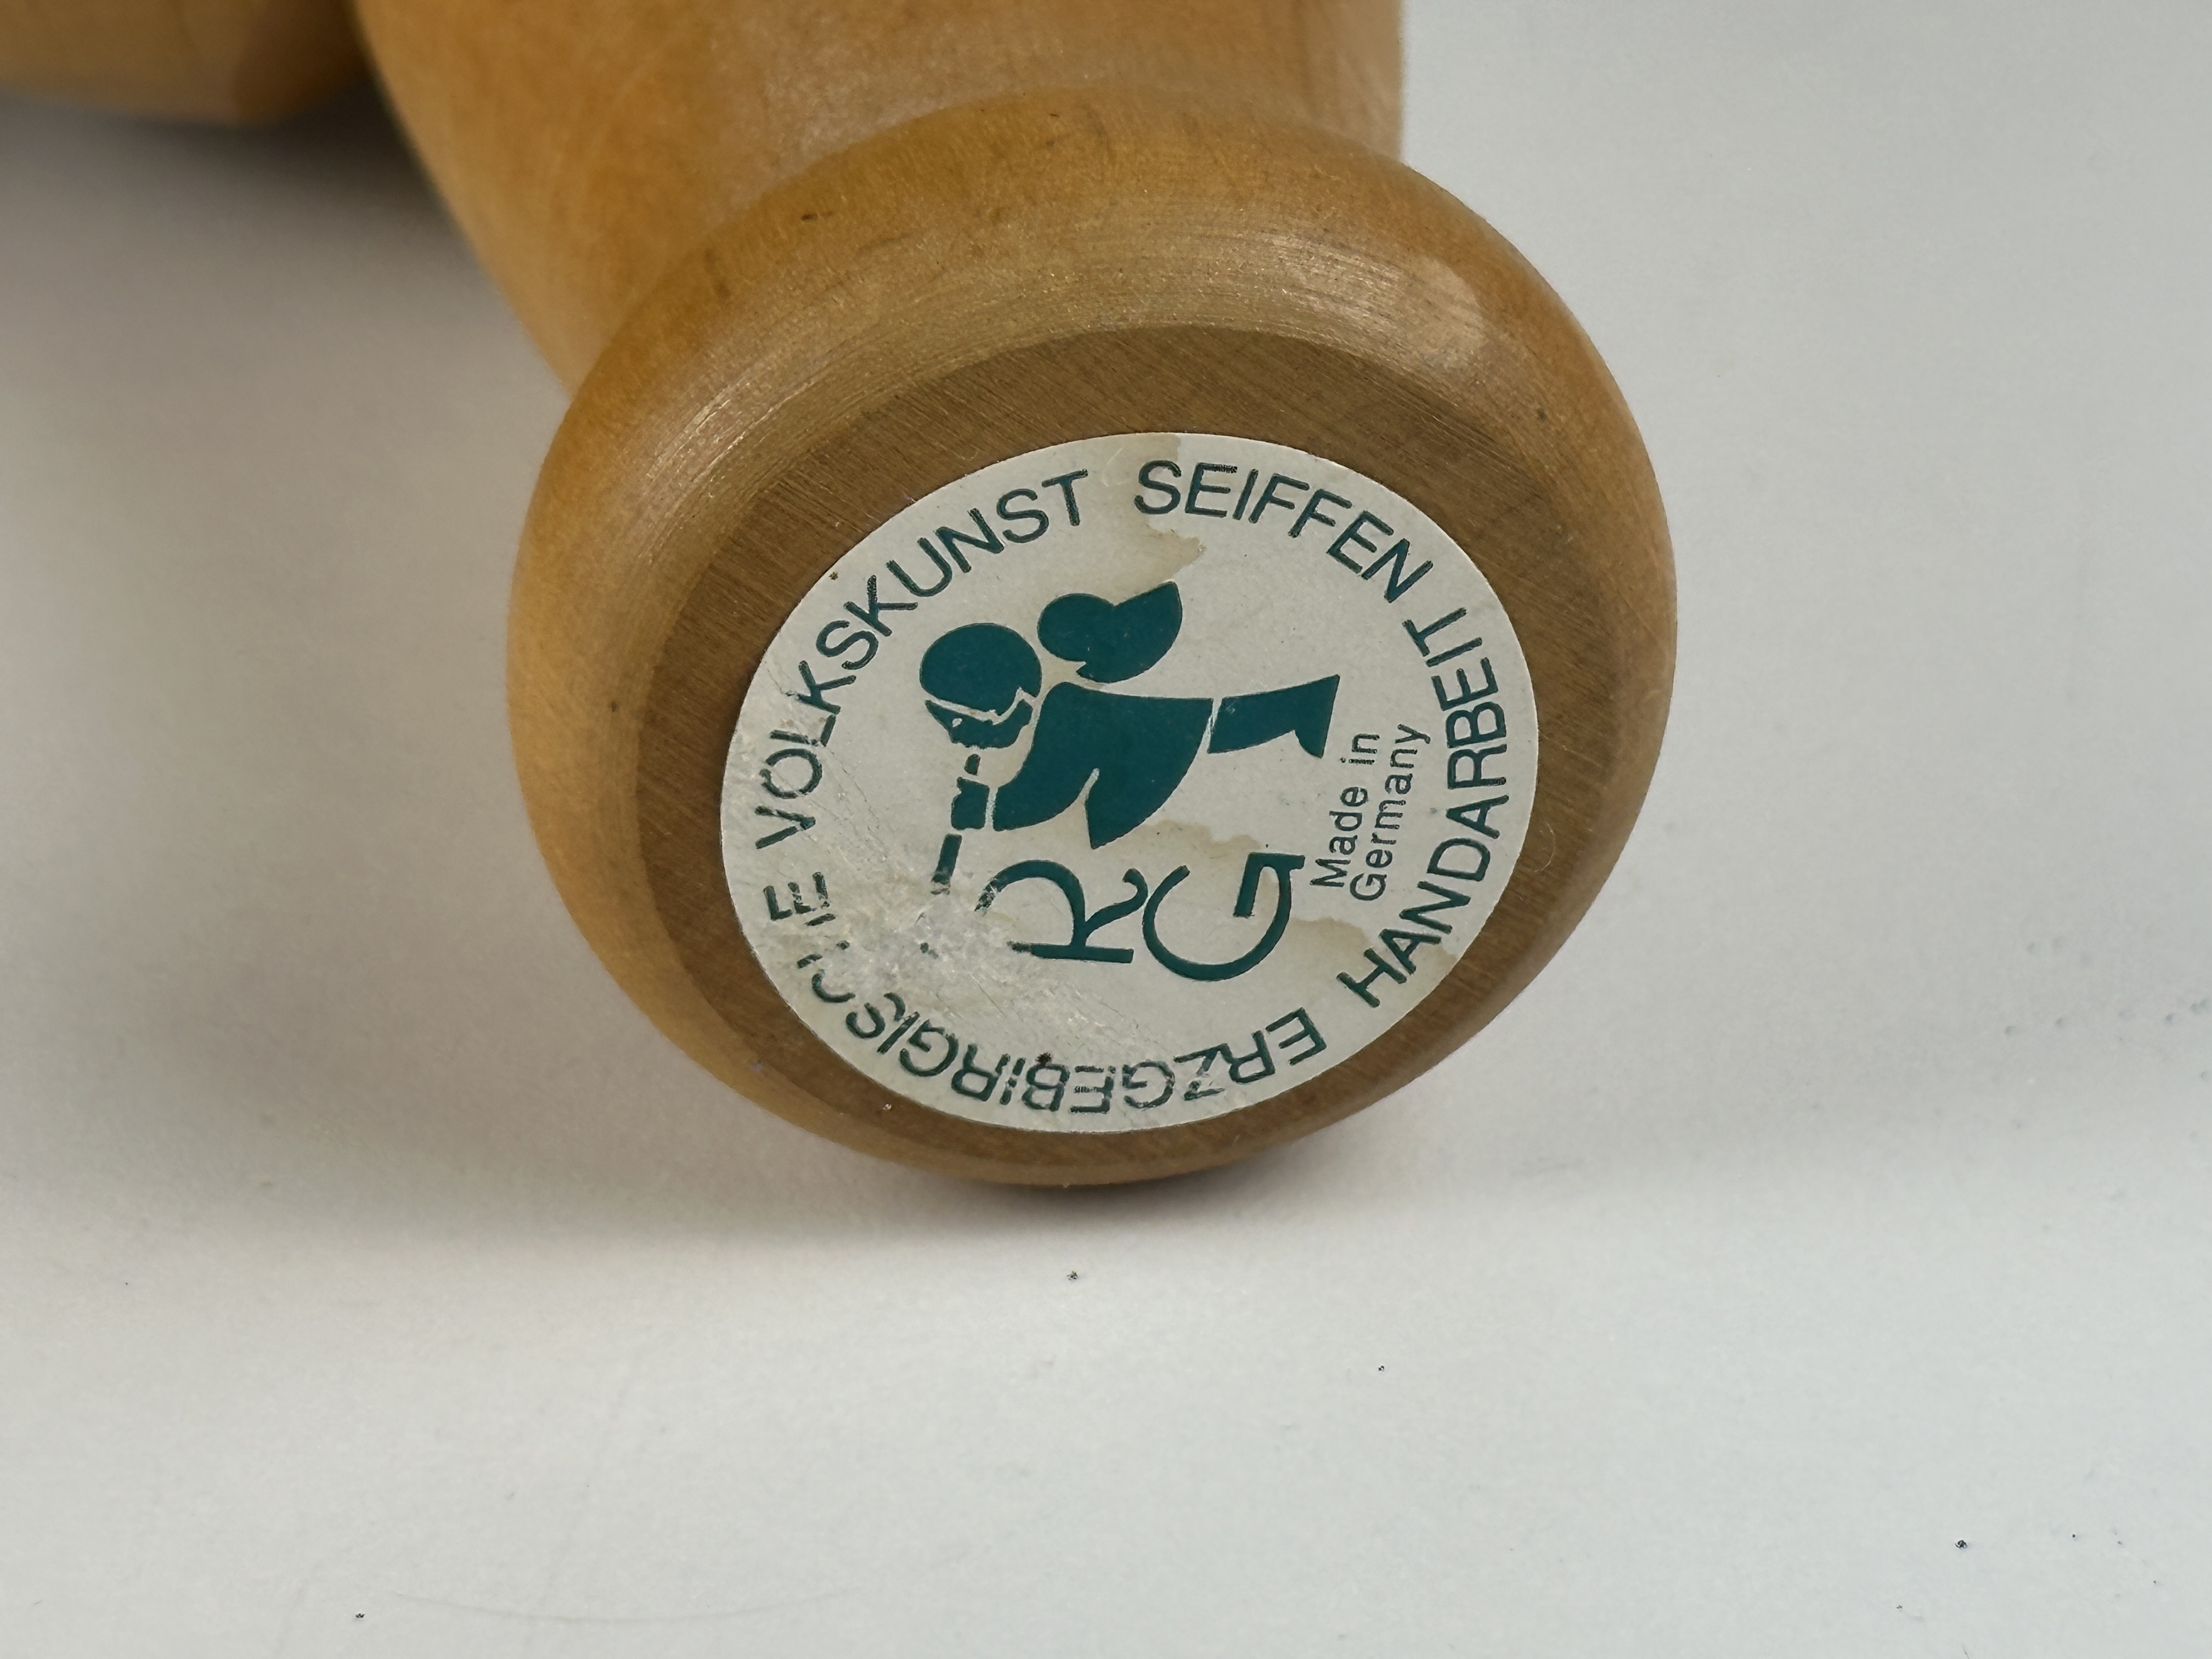 ERZGEBIRGISCHE VOLKSKUNST SEIFFEN HANDARBEIT
RG
Made in
Germany